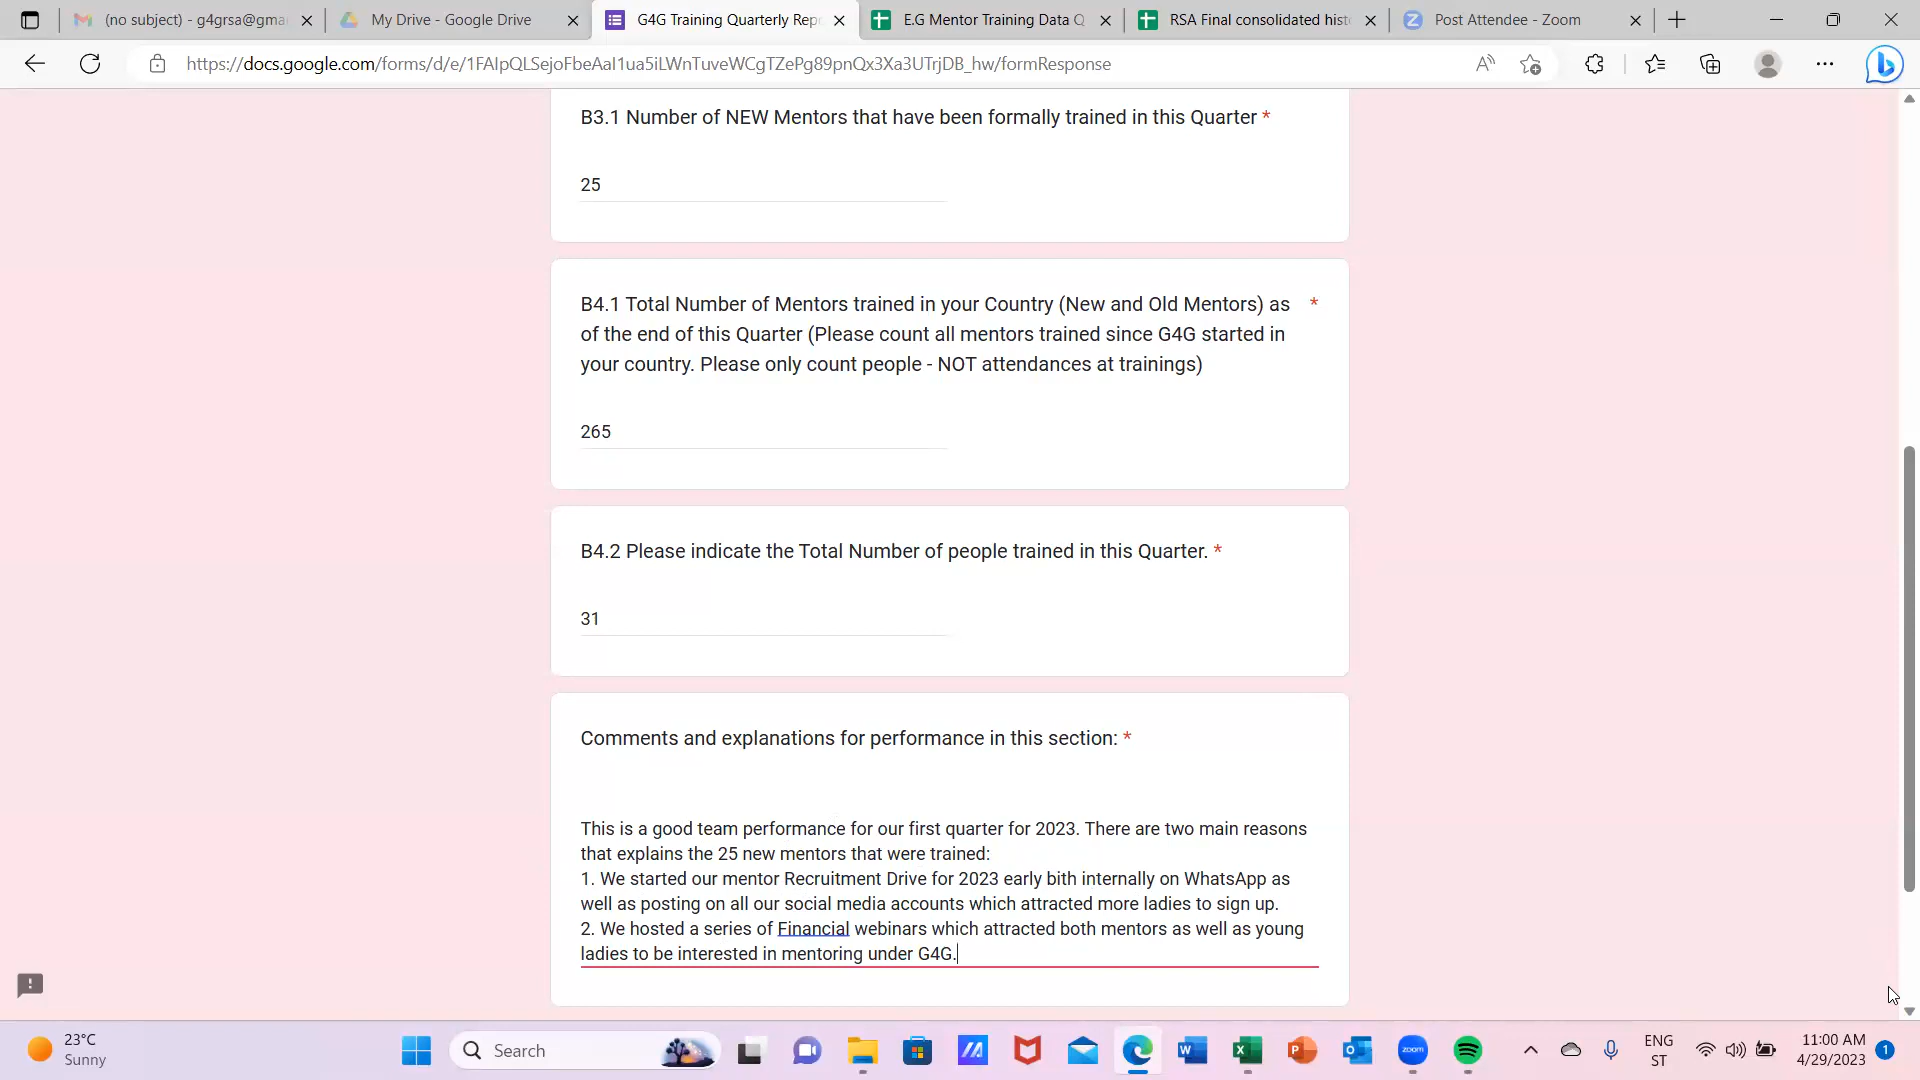 (no subject) - g4grsa@gma
My Drive - Google Drive
G4G Training Quarterly Rep
E.G Mentor Training Data Q
RSA Final consolidated hist
Post Attendee - Zoom
https://docs.google.com/forms/d/e/1FAIpQLSejoFbeAaI1ua5iLWnTuveWCgTZePg89pnQx3Xa3UTrjDB_hw/formResponse
B3.1 Number of NEW Mentors that have been formally trained in this Quarter *
25
B4.1 Total Number of Mentors trained in your Country (New and Old Mentors) as *
of the end of this Quarter (Please count all mentors trained since G4G started in
your country. Please only count people - NOT attendances at trainings)
265
B4.2 Please indicate the Total Number of people trained in this Quarter. *
31
Comments and explanations for performance in this section: *
This is a good team performance for our first quarter for 2023. There are two main reasons
that explains the 25 new mentors that were trained:
1. We started our mentor Recruitment Drive for 2023 early bith internally on WhatsApp as
well as posting on all our social media accounts which attracted more ladies to sign up.
2. We hosted a series of Financial webinars which attracted both mentors as well as young
ladies to be interested in mentoring under G4G.
23°C
Sunny
Search
zoom
ENG
ST
11:00 AM
4/29/2023
1